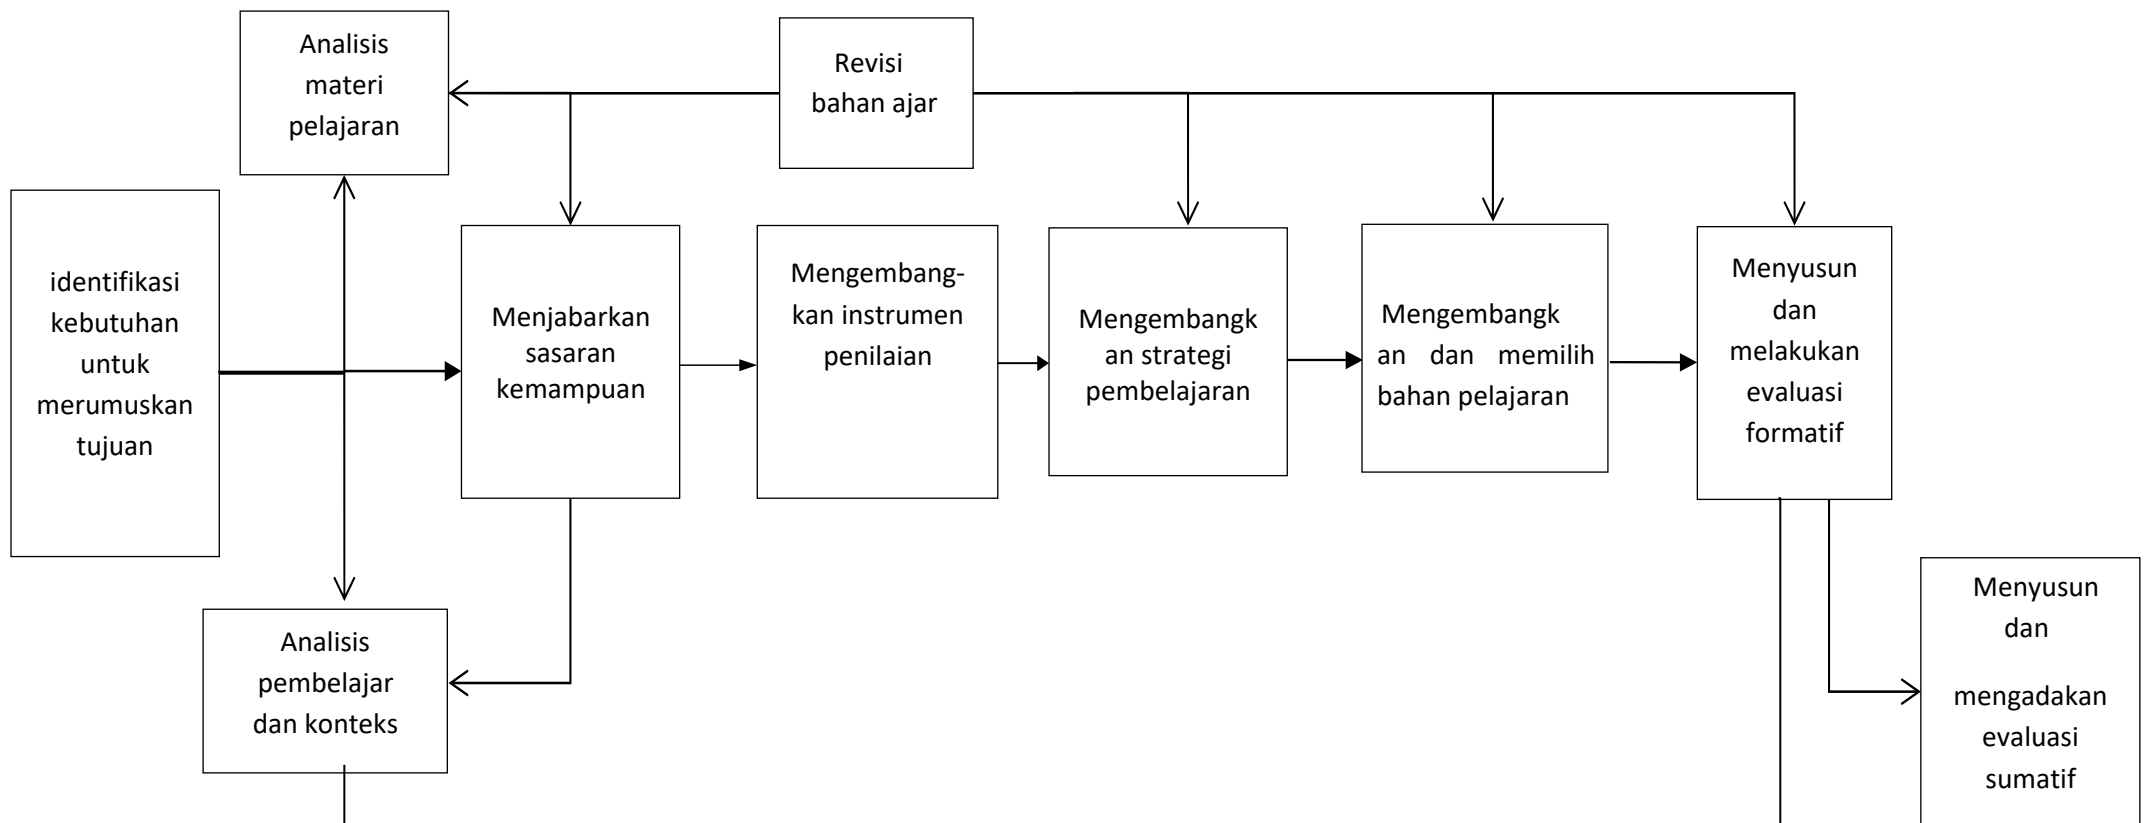 Analisis
materi
pelajaran
Revisi
bahan ajar
identifikasi
kebutuhan
untuk
merumuskan
tujuan
Menjabarkan
sasaran
kemampuan
Mengembang-
kan instrumen
penilaian
Mengembangk
an strategi
pembelajaran
Mengembangk
an dan memilih
bahan pelajaran
Menyusun
dan
melakukan
evaluasi
formatif
Analisis
pembelajar
dan konteks
Menyusun
dan
mengadakan
evaluasi
sumatif